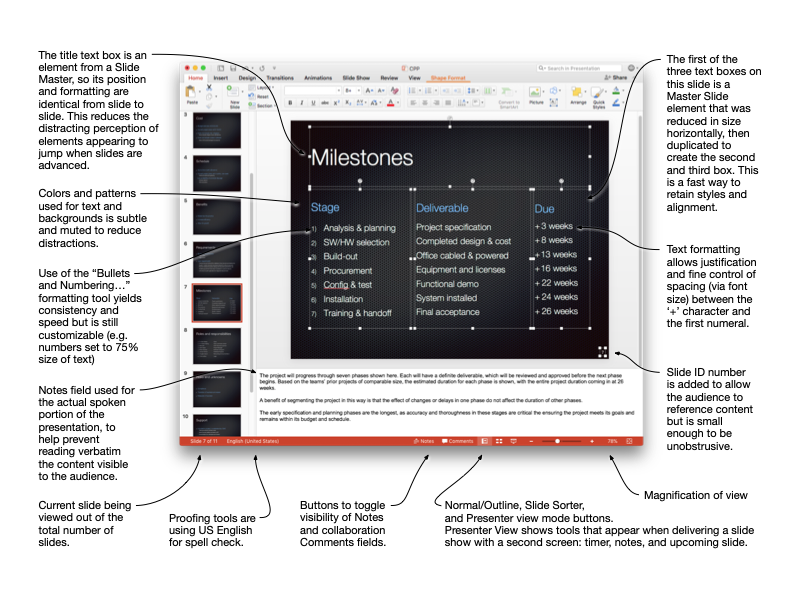 The title text box is an
element from a Slide
Master, so its position
and formatting are
identical from slide to
slide. This reduces the
distracting perception of
elements appearing to
jump when slides are
advanced.
Colors and patterns
used for text and
backgrounds is subtle
and muted to reduce
distractions.
Use of the “Bullets
and Numbering…”
formatting tool yields
consistency and
speed but is still
customizable (e.g.
numbers set to 75%
size of text)
Notes field used for
the actual spoken
portion of the
presentation, to
help prevent
reading verbatim
the content visible
to the audience.
Current slide being
viewed out of the
total number of
slides.
Search in Presentation
Home Insert Design Transitions Animations Slide Show Review View Shape Format
Share
Paste
New
Slide
Layout
Reset
Section
Convert to
SmartArt
Picture
Arrange
Quick
Styles
3
4
5
6
7
8
9
10
Milestones
Stage Deliverable Due
1) Analysis & planning Project specification +3 weeks
2) SW/HW selection Completed design & cost +8 weeks
3) Build-out Office cabled & powered +13 weeks
4) Procurement Equipment and licenses +16 weeks
5) Config & test Functional demo +22 weeks
6) Installation System installed +24 weeks
7) Training & handoff Final acceptance +26 weeks
The project will progress through seven phases shown here. Each will have a definite deliverable, which will be reviewed and approved before the next phase
begins. Based on the teams' prior projects of comparable size, the estimated duration for each phase is shown, with the entire project duration coming in at 26
weeks.
A benefit of segmenting the project in this way is that the effect of changes or delays in one phase do not affect the duration of other phases.
The early specification and planning phases are the longest, as accuracy and thoroughness in these stages are critical the ensuring the project meets its goals and
remains within its budget and schedule.
Slide 7 of 11 English (United States) Notes Comments 78%
The first of the
three text boxes on
this slide is a
Master Slide
element that was
reduced in size
horizontally, then
duplicated to
create the second
and third box. This
is a fast way to
retain styles and
alignment.
Text formatting
allows justification
and fine control of
spacing (via font
size) between the
‘+’ character and
the first numeral.
Slide ID number
is added to allow
the audience to
reference content
but is small
enough to be
unobstrusive.
Magnification of view
Proofing tools are
using US English
for spell check.
Buttons to toggle
visibility of Notes
and collaboration
Comments fields.
Normal/Outline, Slide Sorter,
and Presenter view mode buttons.
Presenter View shows tools that appear when delivering a slide
show with a second screen: timer, notes, and upcoming slide.